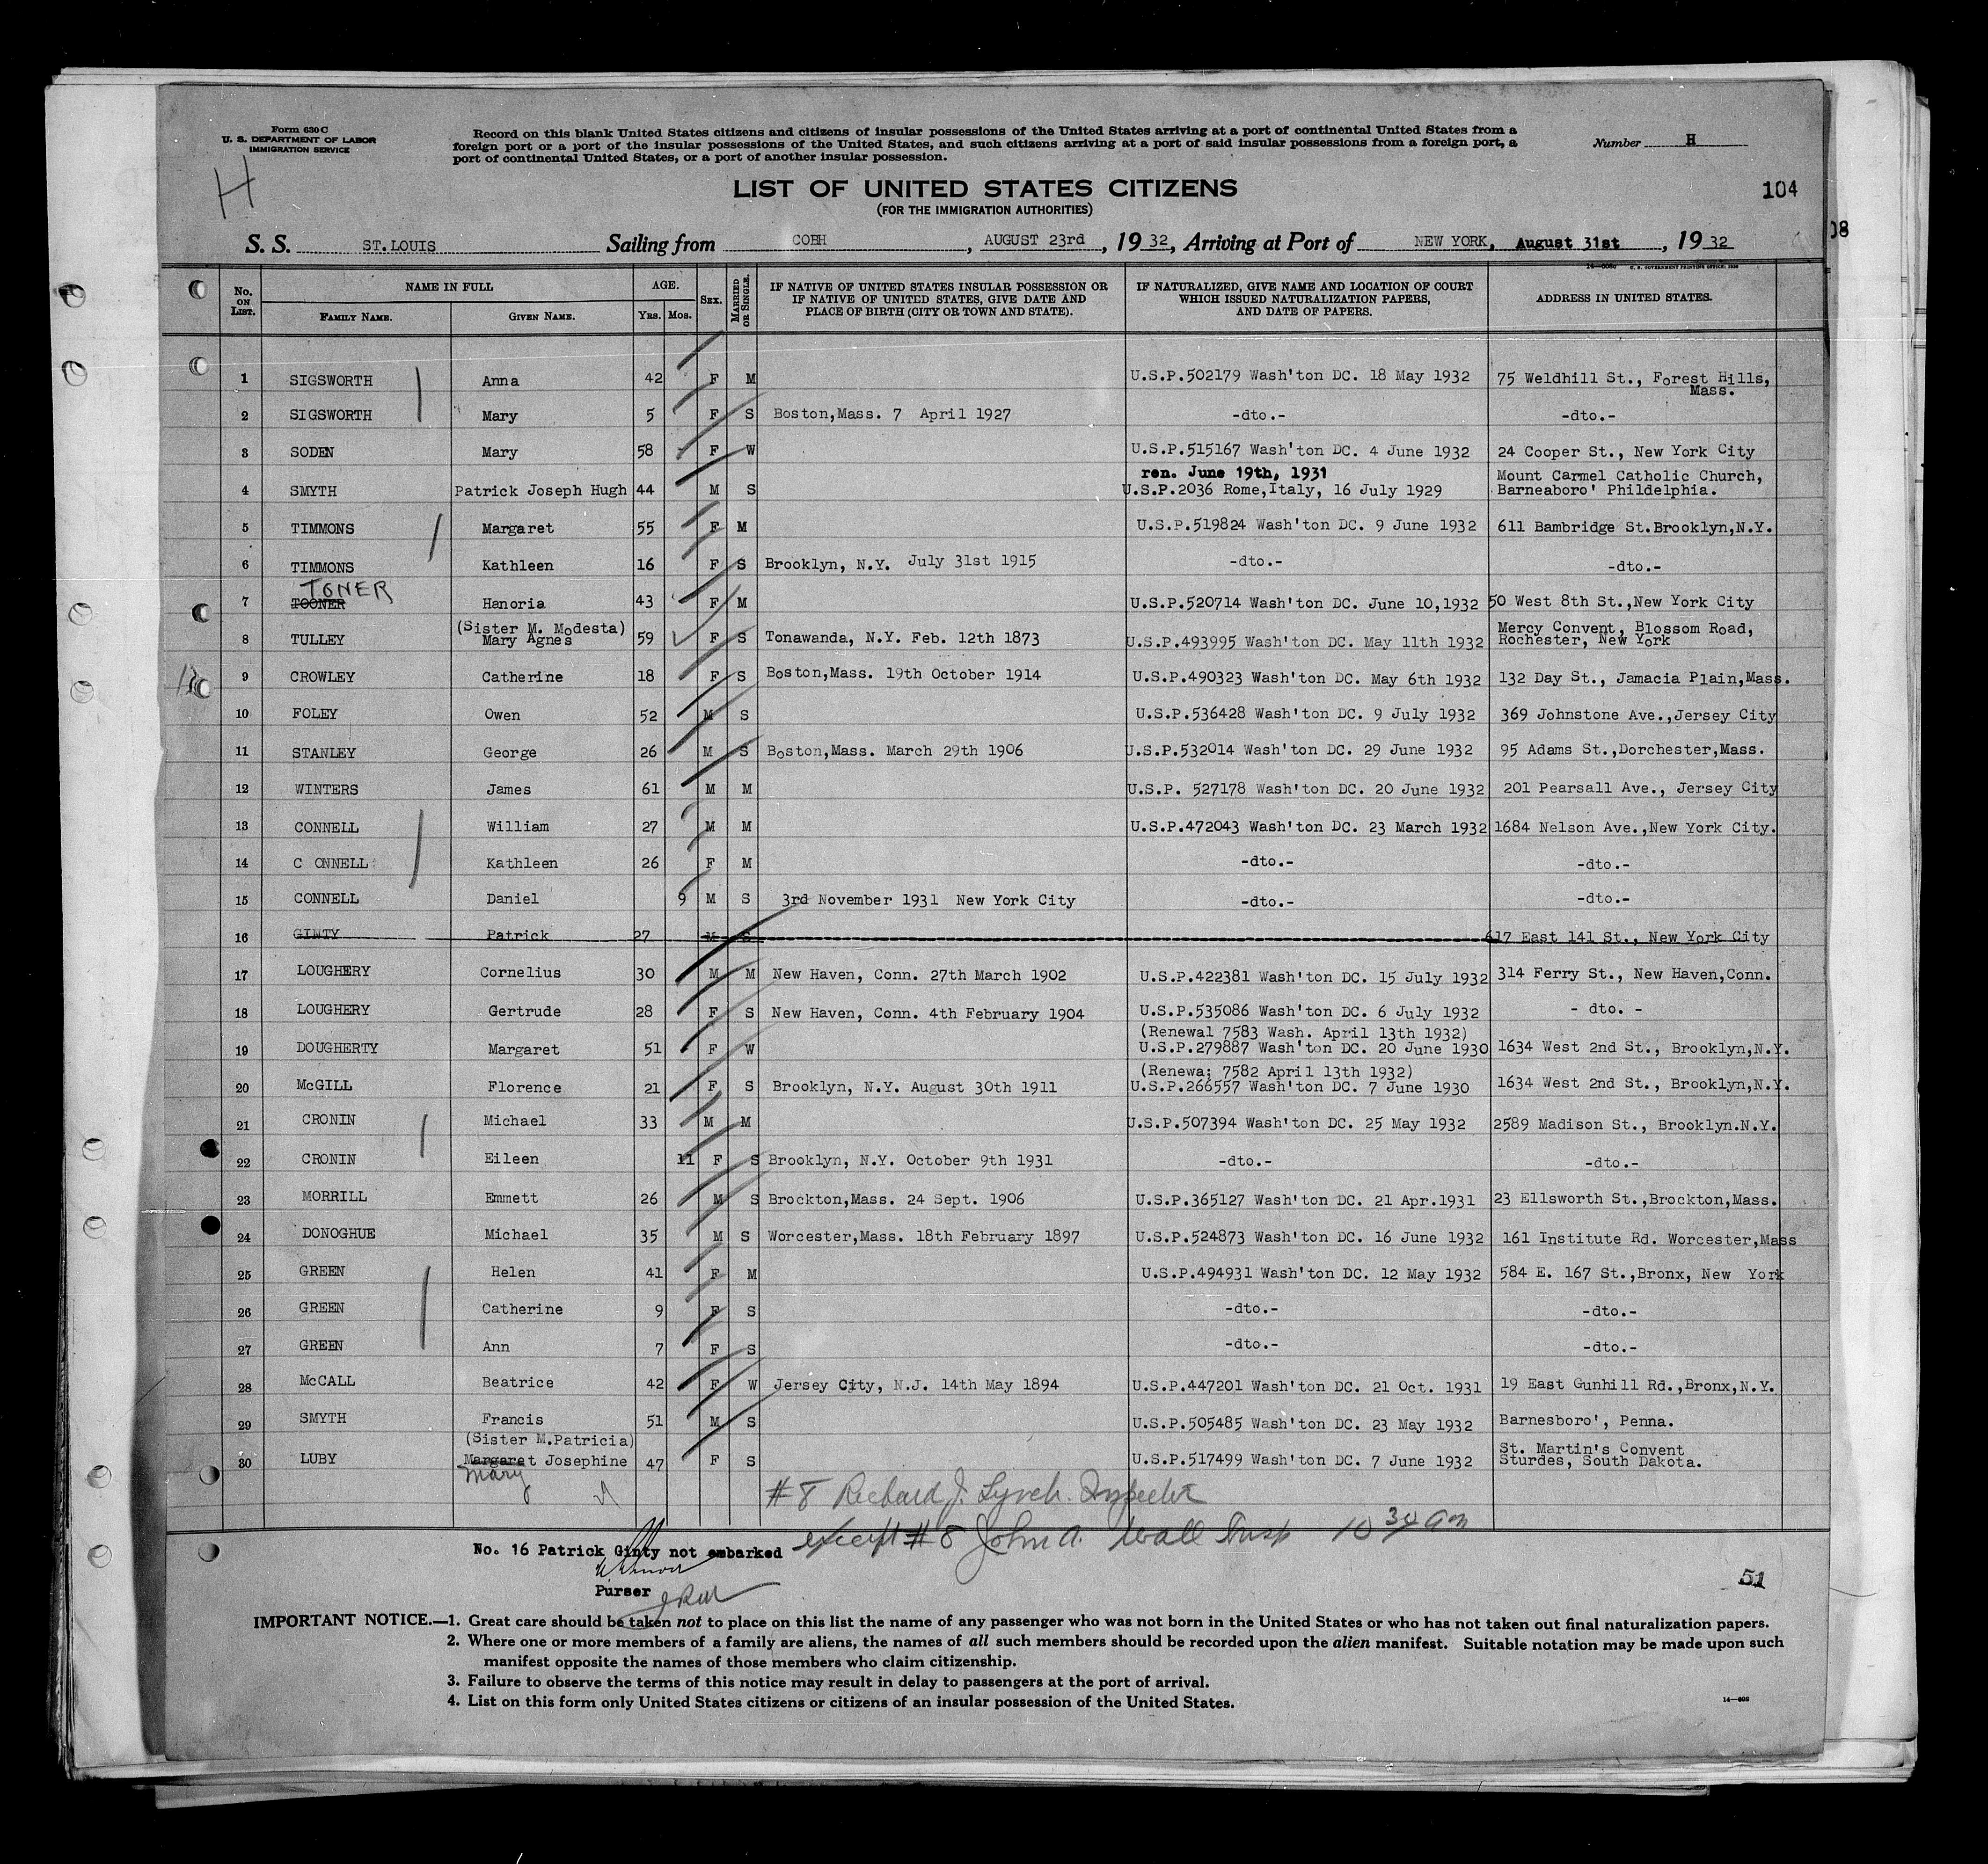 Form 630 C
U. S. DEPARTMENT OF LABOR
IMMIGRATION SERVICE
H
Record on this blank United States citizens and citizens of insular possessions of the United States arriving at a port of continental United States from a
foreign port or a port of the insular possessions of the United States, and such citizens arriving at a port of said insular possessions from a foreign port, a
port of continental United States, or a port of another insular possession.
Number H
LIST OF UNITED STATES CITIZENS
(FOR THE IMMIGRATION AUTHORITIES)
104
08
S. S. ST.LOUIS Sailing from COBH, AUGUST 23rd, 19 32, Arriving at Port of NEW YORK, August 31st, 19 32
No. ON LIST. NAME IN FULL FAMILY NAME. GIVEN NAME. AGE. Yrs. Mos. SEX. MARRIED OR SINGLE. IF NATIVE OF UNITED STATES INSULAR POSSESSION OR IF NATIVE OF UNITED STATES, GIVE DATE AND PLACE OF BIRTH (CITY OR TOWN AND STATE). IF NATURALIZED, GIVE NAME AND LOCATION OF COURT WHICH ISSUED NATURALIZATION PAPERS, AND DATE OF PAPERS. ADDRESS IN UNITED STATES.
1 SIGSWORTH Anna 42 F M U.S.P.502179 Wash'ton DC. 18 May 1932 75 Weldhill St., Forest Hills,
Mass.
2 SIGSWORTH Mary 5 F S Boston,Mass. 7 April 1927 -dto.- -dto.-
3 SODEN Mary 58 F W U.S.P.515167 Wash'ton DC. 4 June 1932 24 Cooper St., New York City
ren. June 19th, 1931 Mount Carmel Catholic Church,
4 SMYTH Patrick Joseph Hugh 44 M S U.S.P.2036 Rome,Italy, 16 July 1929 Barneaboro' Phildelphia.
5 TIMMONS Margaret 55 F M U.S.P.519824 Wash'ton DC. 9 June 1932 611 Bambridge St.Brooklyn,N.Y.
6 TIMMONS Kathleen 16 F S Brooklyn, N.Y. July 31st 1915 -dto.- -dto.-
TONER
7 TOONER Hanoria 43 F M U.S.P.520714 Wash'ton DC. June 10,1932 50 West 8th St.,New York City
(Sister M. Modesta) Mercy Convent, Blossom Road,
8 TULLEY Mary Agnes 59 F S Tonawanda, N.Y. Feb. 12th 1873 U.S.P.493995 Wash'ton DC. May 11th 1932 Rochester, New York
9 CROWLEY Catherine 18 F S Boston,Mass. 19th October 1914 U.S.P.490323 Wash'ton DC. May 6th 1932 132 Day St., Jamacia Plain,Mass.
10 FOLEY Owen 52 M S U.S.P.536428 Wash'ton DC. 9 July 1932 369 Johnstone Ave.,Jersey City
11 STANLEY George 26 M S Boston,Mass. March 29th 1906 U.S.P.532014 Wash'ton DC. 29 June 1932 95 Adams St.,Dorchester,Mass.
12 WINTERS James 61 M M U.S.P. 527178 Wash'ton DC. 20 June 1932 201 Pearsall Ave., Jersey City
13 CONNELL William 27 M M U.S.P.472043 Wash'ton DC. 23 March 1932 1684 Nelson Ave.,New York City.
14 C ONNELL Kathleen 26 F M -dto.- -dto.-
15 CONNELL Daniel 9 M S 3rd November 1931 New York City -dto.- -dto.-
16 GINTY Patrick 27 M S 617 East 141 St., New York City
17 LOUGHERY Cornelius 30 M M New Haven, Conn. 27th March 1902 U.S.P.422381 Wash'ton DC. 15 July 1932 314 Ferry St., New Haven,Conn.
18 LOUGHERY Gertrude 28 F S New Haven, Conn. 4th February 1904 U.S.P.535086 Wash'ton DC. 6 July 1932 - dto. -
(Renewal 7583 Wash. April 13th 1932)
19 DOUGHERTY Margaret 51 F W U.S.P.279887 Wash'ton DC. 20 June 1930 1634 West 2nd St., Brooklyn,N.Y.
(Renewa; 7582 April 13th 1932)
20 McGILL Florence 21 F S Brooklyn, N.Y. August 30th 1911 U.S.P.266557 Wash'ton DC. 7 June 1930 1634 West 2nd St., Brooklyn,N.Y.
21 CRONIN Michael 33 M M U.S.P.507394 Wash'ton DC. 25 May 1932 2589 Madison St., Brooklyn.N.Y.
22 CRONIN Eileen 11 F S Brooklyn, N.Y. October 9th 1931 -dto.- -dto.-
23 MORRILL Emmett 26 M S Brockton,Mass. 24 Sept. 1906 U.S.P.365127 Wash'ton DC. 21 Apr.1931 23 Ellsworth St.,Brockton,Mass.
24 DONOGHUE Michael 35 M S Worcester,Mass. 18th February 1897 U.S.P.524873 Wash'ton DC. 16 June 1932 161 Institute Rd. Worcester,Mass
25 GREEN Helen 41 F M U.S.P.494931 Wash'ton DC. 12 May 1932 584 E. 167 St.,Bronx, New York
26 GREEN Catherine 9 F S -dto.- -dto.-
27 GREEN Ann 7 F S -dto.- -dto.-
28 McCALL Beatrice 42 F W Jersey City, N.J. 14th May 1894 U.S.P.447201 Wash'ton DC. 21 Oct. 1931 19 East Gunhill Rd.,Bronx,N.Y.
29 SMYTH Francis 51 M S U.S.P.505485 Wash'ton DC. 23 May 1932 Barnesboro', Penna.
(Sister M.Patricia) St. Martin's Convent
30 LUBY Margaret Josephine 47 F S U.S.P.517499 Wash'ton DC. 7 June 1932 Sturdes, South Dakota.
Mary
#8 Richard J. Lynch. Inspector
except #8 John A. Wall Insp 10 30 am
No. 16 Patrick Ginty not embarked
Purser
51
IMPORTANT NOTICE.—1. Great care should be taken not to place on this list the name of any passenger who was not born in the United States or who has not taken out final naturalization papers.
2. Where one or more members of a family are aliens, the names of all such members should be recorded upon the alien manifest. Suitable notation may be made upon such
manifest opposite the names of those members who claim citizenship.
3. Failure to observe the terms of this notice may result in delay to passengers at the port of arrival.
4. List on this form only United States citizens or citizens of an insular possession of the United States.
14—608